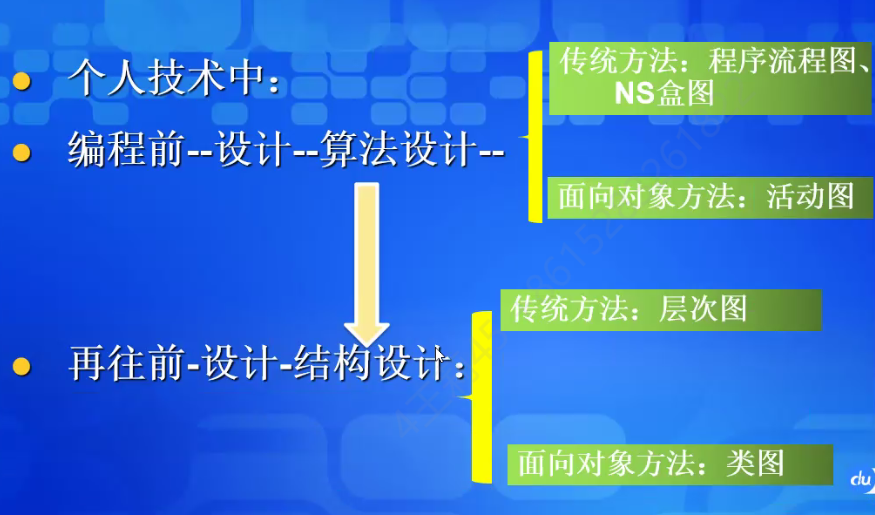 个人技术中：
传统方法：程序流程图、
NS盒图
编程前--设计--算法设计--
面向对象方法：活动图
传统方法：层次图
再往前-设计-结构设计：
面向对象方法：类图
du